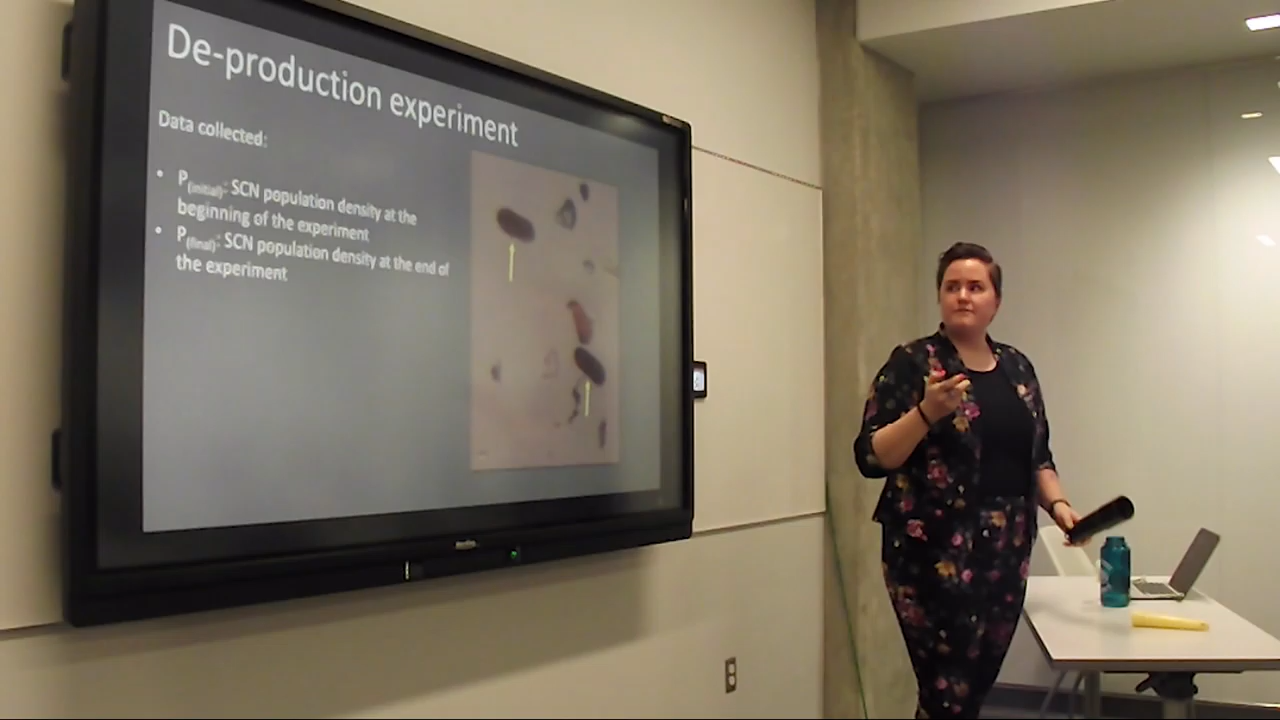 De-production experiment
Data collected:
• P(initial): SCN population density at the
beginning of the experiment
• P(final): SCN population density at the end of
the experiment